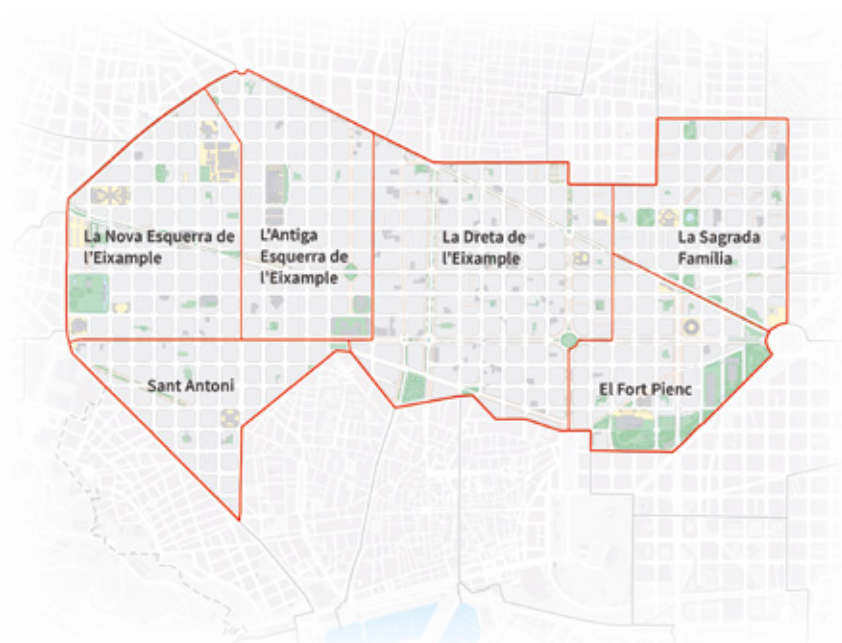 La Nova Esquerra de
l'Eixample
L'Antiga
Esquerra de
l'Eixample
La Dreta de
l'Eixample
La Sagrada
Família
Sant Antoni
El Fort Pienc